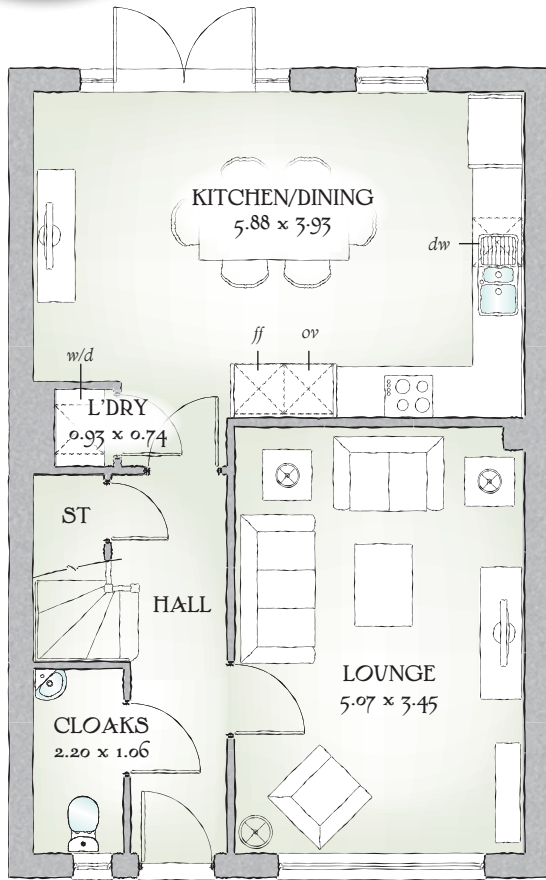 KITCHEN/DINING
5.88 x 3.93
dw
ff
ov
w/d
L'DRY
0.93 x 0.74
ST
HALL
LOUNGE
5.07 x 3.45
CLOAKS
2.20 x 1.06